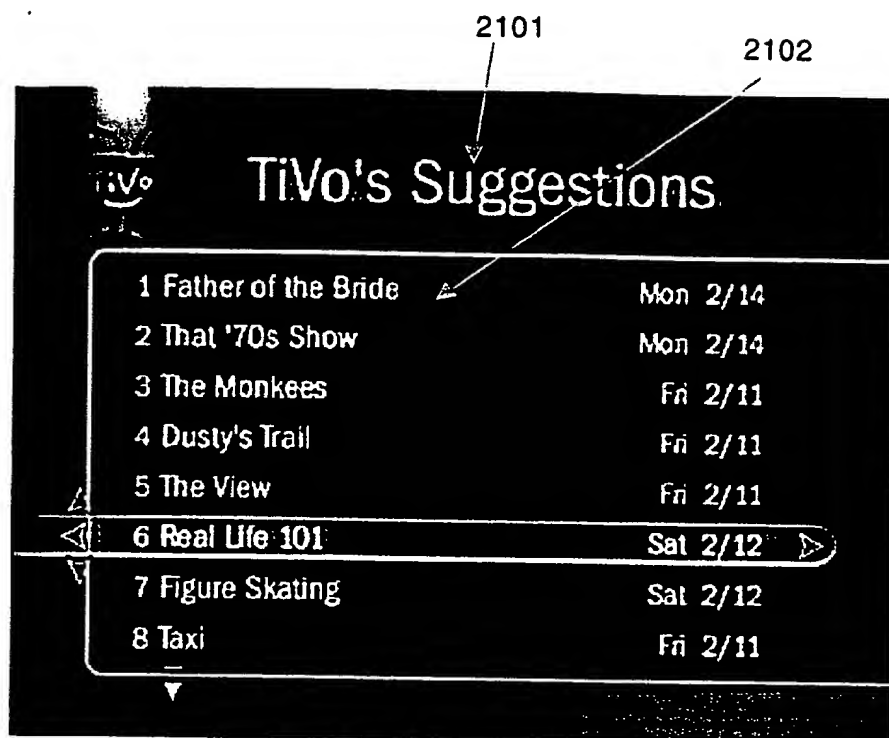 2101
2102
TiVo
TiVo's Suggestions
1 Father of the Bride Mon 2/14
2 That '70s Show Mon 2/14
3 The Monkees Fri 2/11
4 Dusty's Trail Fri 2/11
5 The View Fri 2/11
6 Real Life 101 Sat 2/12
7 Figure Skating Sat 2/12
8 Taxi Fri 2/11